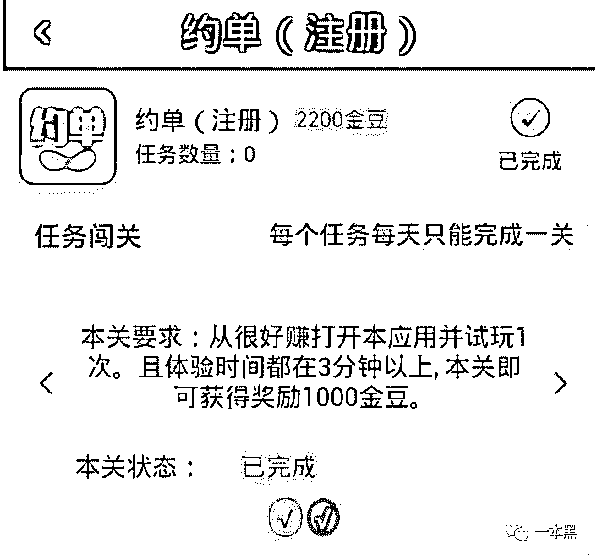 约单（注册）
约单
约单（注册） 2200金豆
任务数量：0
已完成
任务闯关 每个任务每天只能完成一关
本关要求：从很好赚打开本应用并试玩1
次。且体验时间都在3分钟以上,本关即
可获得奖励1000金豆。
本关状态： 已完成
一本黑